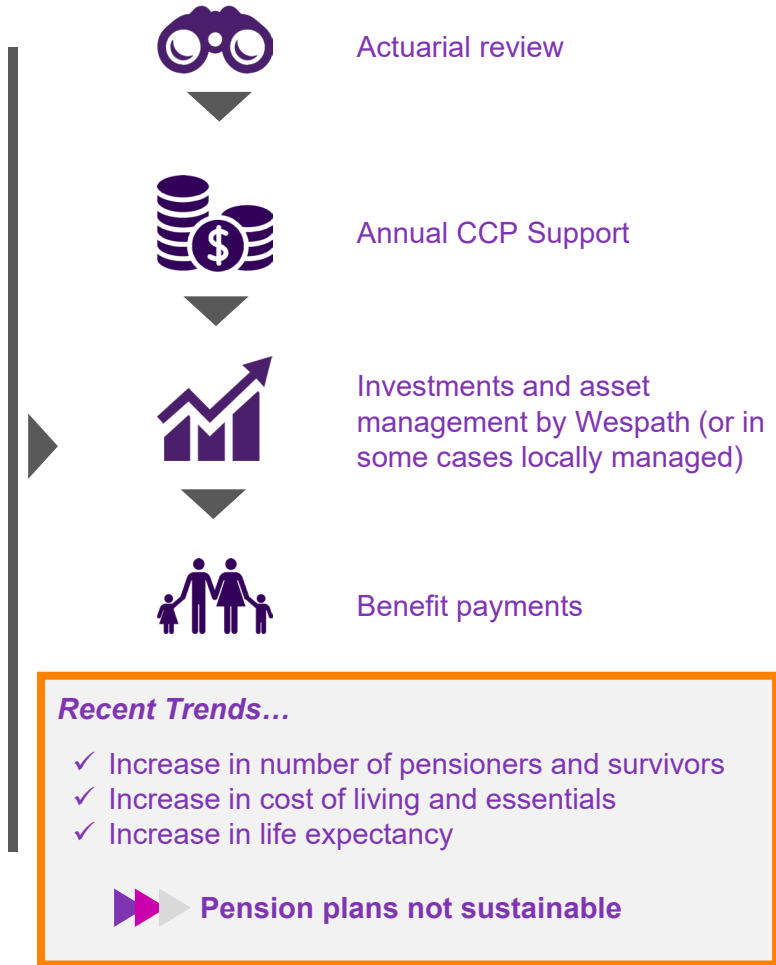 Actuarial review
$
Annual CCP Support
Investments and asset
management by Wespath (or in
some cases locally managed)
Benefit payments
Recent Trends…
✓ Increase in number of pensioners and survivors
✓ Increase in cost of living and essentials
✓ Increase in life expectancy
Pension plans not sustainable